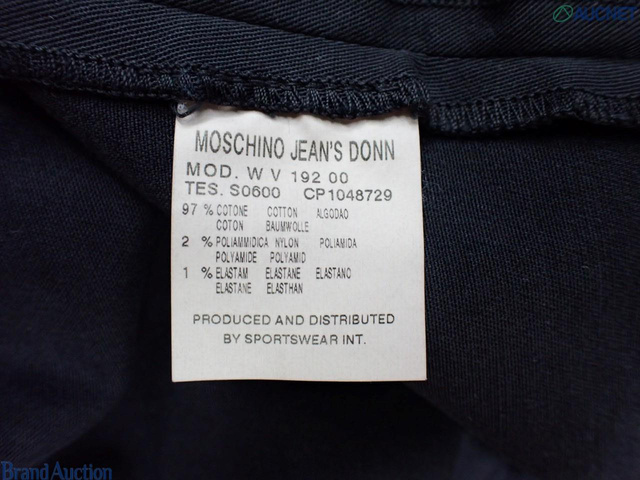 AUCNET
MOSCHINO JEAN'S DONN
MOD. W V 192 00
TES. S0600 CP1048729
97 % COTONE COTTON ALGODAO
COTON BAUMWOLLE
2 % POLIAMMIDICA NYLON POLIAMIDA
POLYAMIDE POLYAMID
1 % ELASTAM ELASTANE ELASTANO
ELASTANE ELASTHAN
PRODUCED AND DISTRIBUTED
BY SPORTSWEAR INT.
Brand Auction